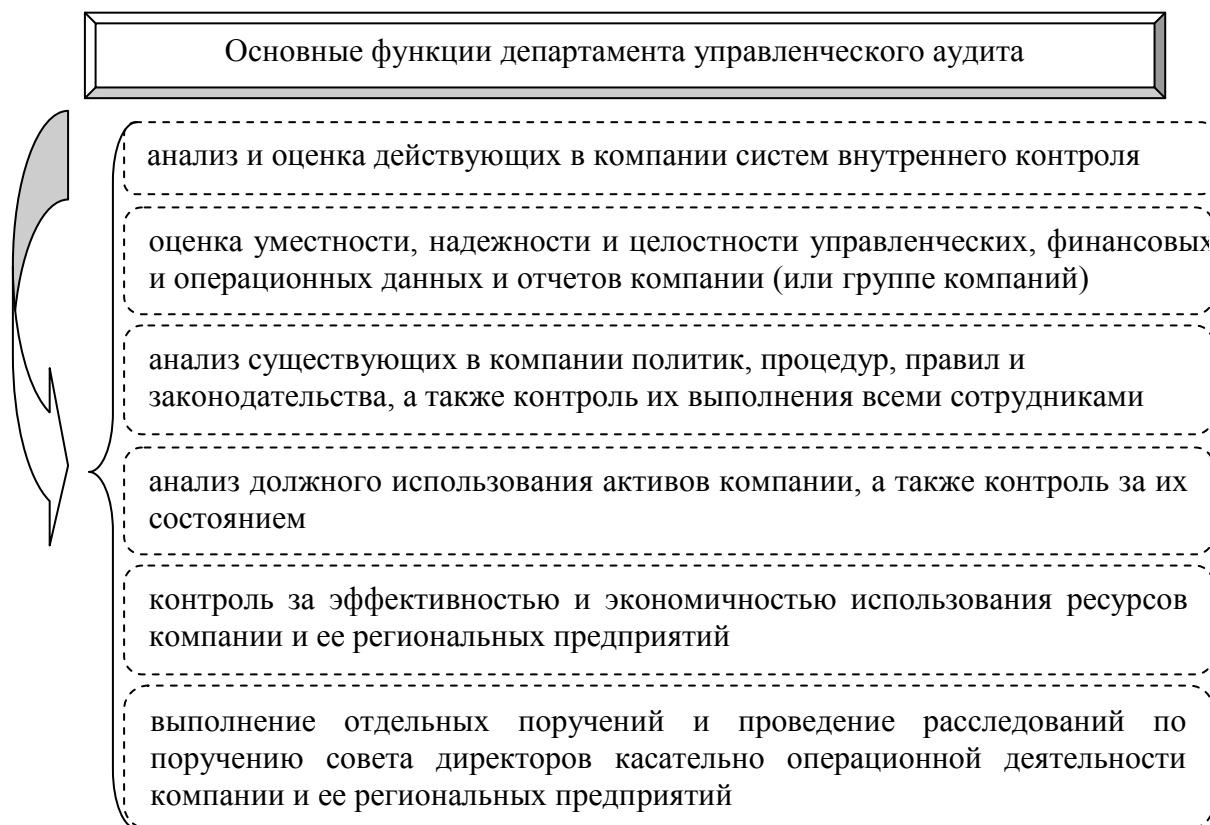 Основные функции департамента управленческого аудита
анализ и оценка действующих в компании систем внутреннего контроля
оценка уместности, надежности и целостности управленческих, финансовых
и операционных данных и отчетов компании (или группе компаний)
анализ существующих в компании политик, процедур, правил и
законодательства, а также контроль их выполнения всеми сотрудниками
анализ должного использования активов компании, а также контроль за их
состоянием
контроль за эффективностью и экономичностью использования ресурсов
компании и ее региональных предприятий
выполнение отдельных поручений и проведение расследований по
поручению совета директоров касательно операционной деятельности
компании и ее региональных предприятий